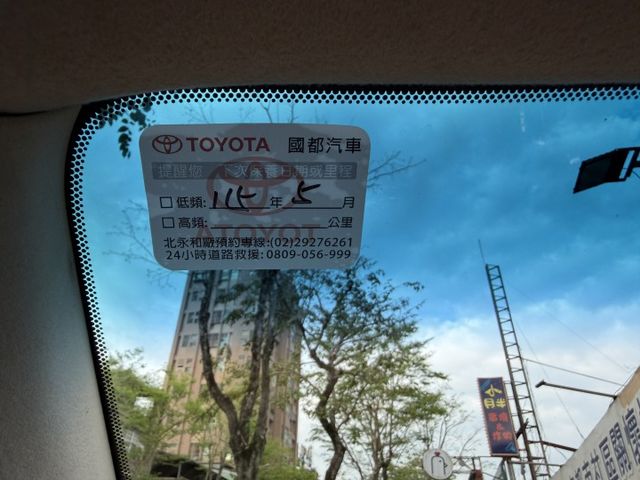 TOYOTA 國都汽車
提醒您 下次保養日期或里程
□低頻: 115 年 5 月
□高頻: 公里
北永和廠預約專線:(02)29276261
24小時道路救援: 0809-056-999
TOYOTA